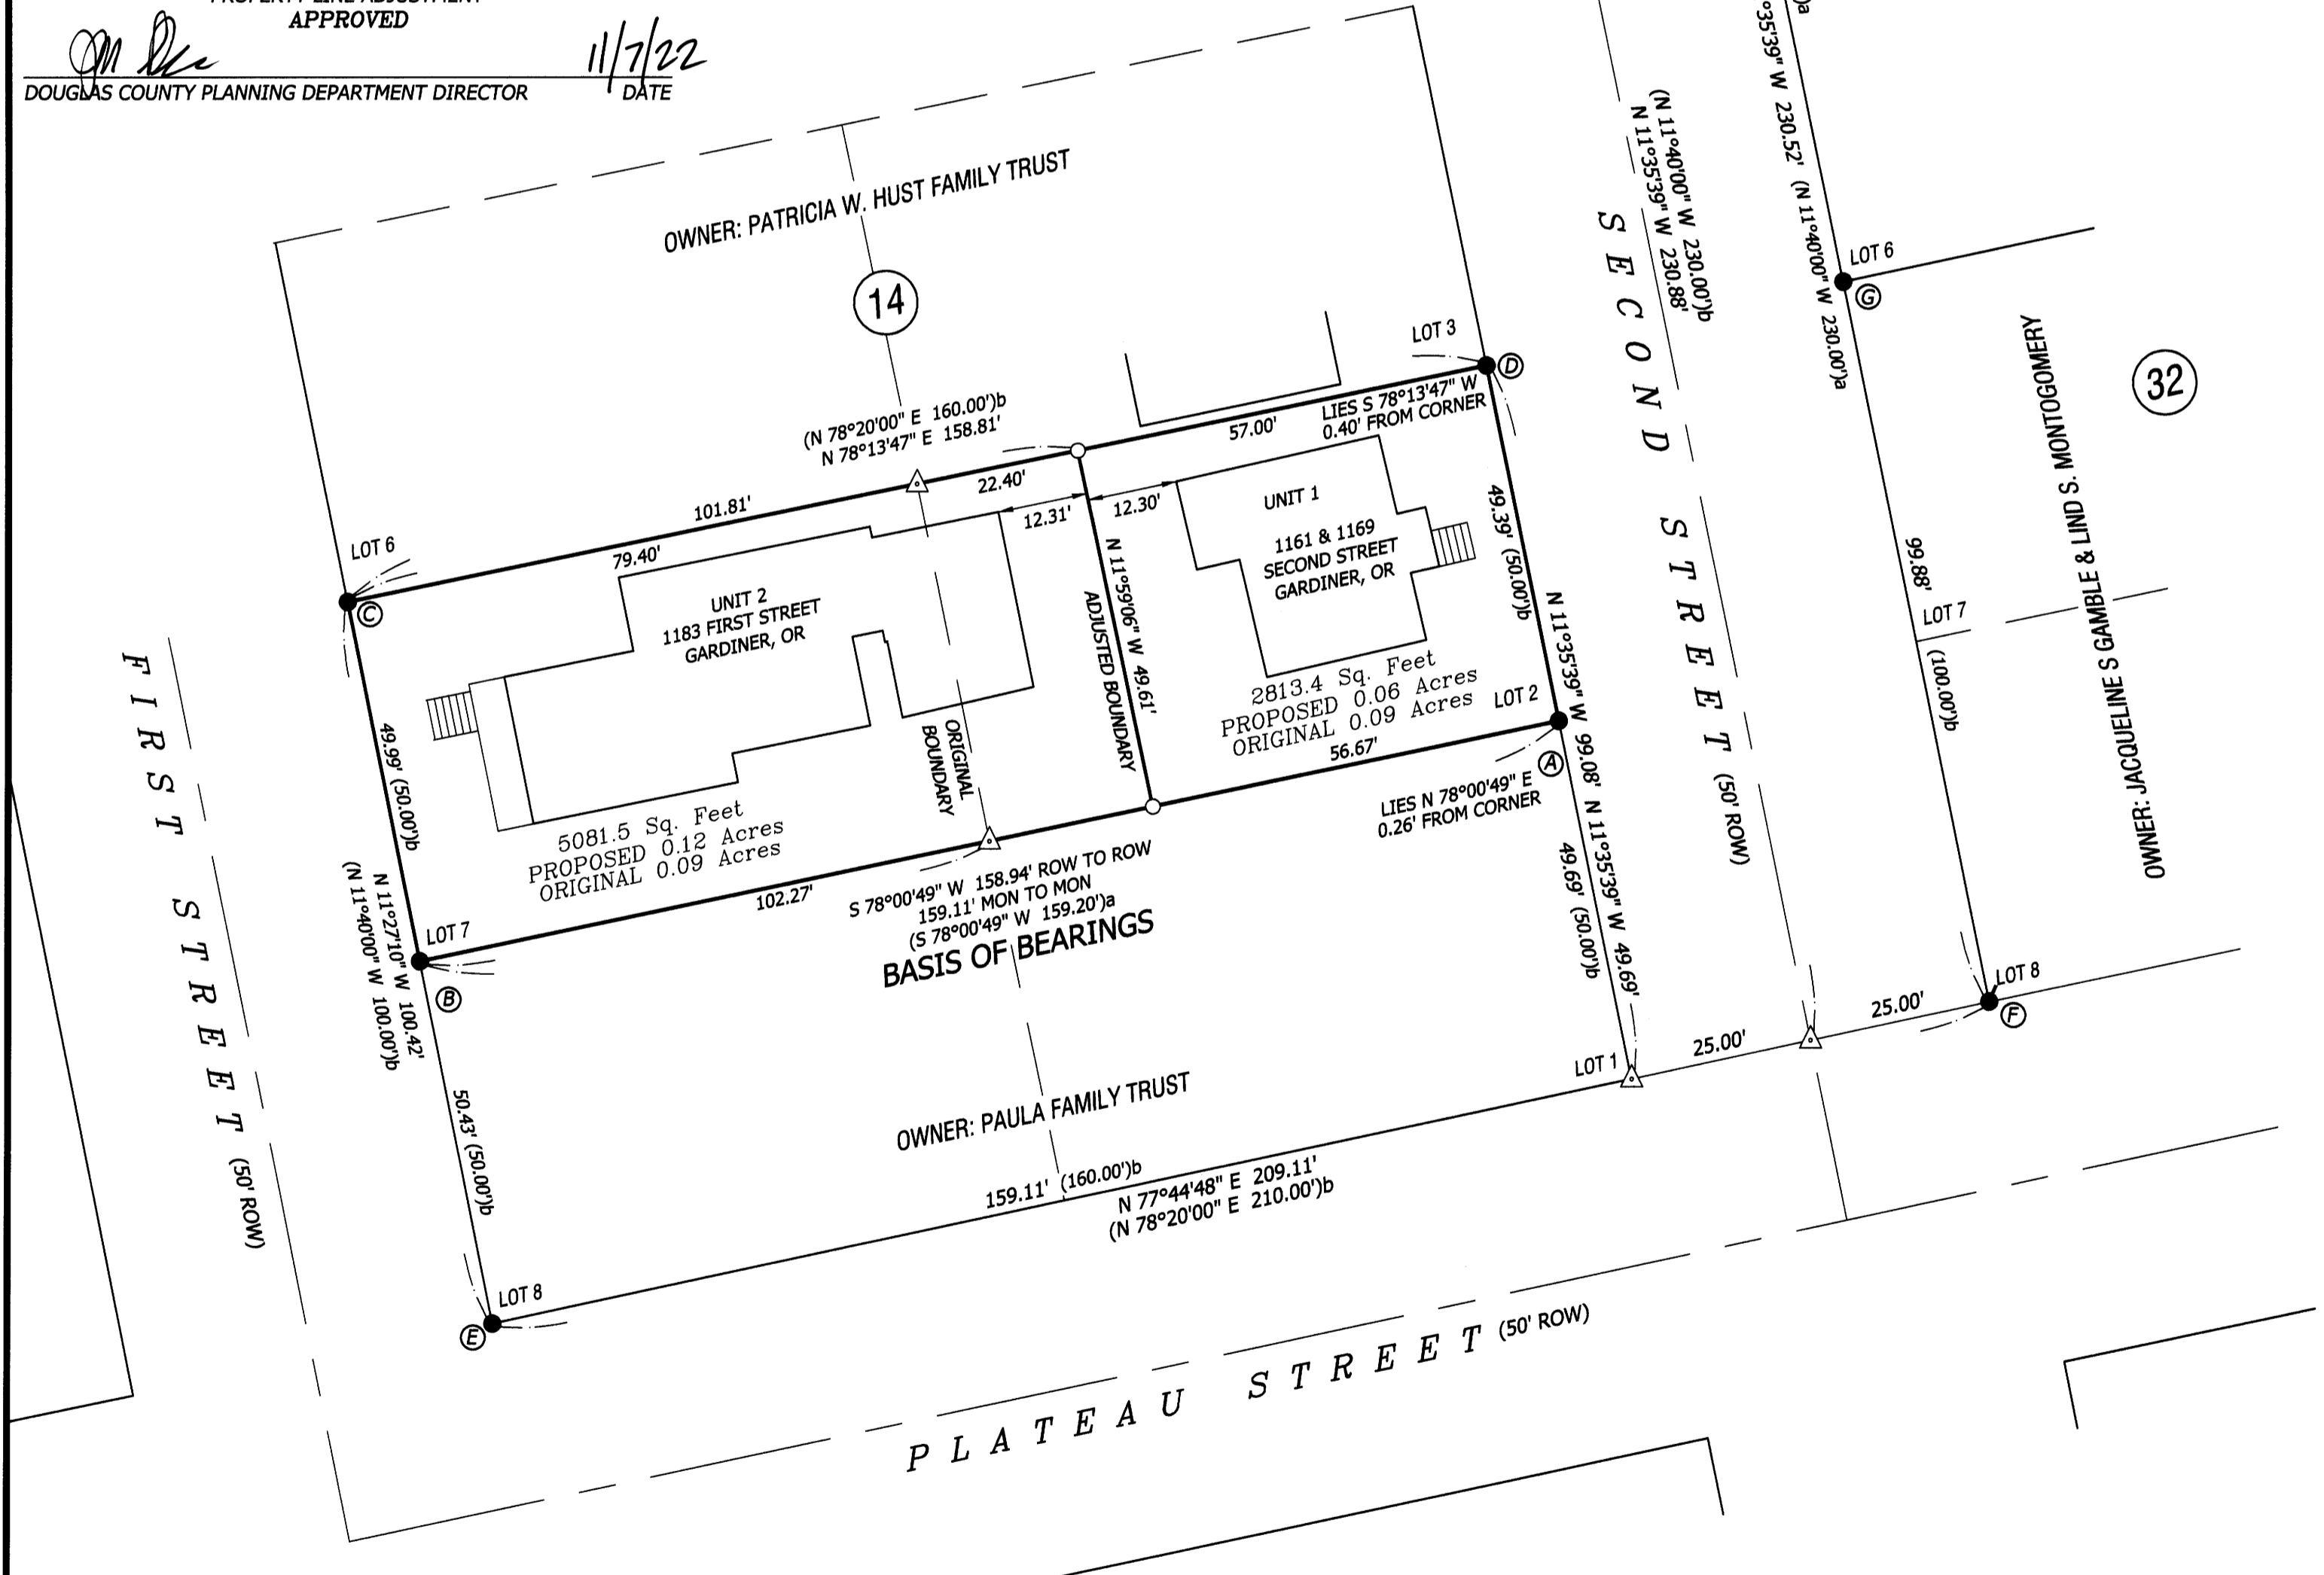 APPROVED
11/7/22
DOUGLAS COUNTY PLANNING DEPARTMENT DIRECTOR
DATE
OWNER: PATRICIA W. HUST FAMILY TRUST
14
(N 78°20'00" E 160.00')b
N 78°13'47" E 158.81'
101.81'
22.40'
57.00'
79.40'
12.31'
12.30'
LOT 3
D
LIES S 78°13'47" W
0.40' FROM CORNER
LOT 6
C
UNIT 2
1183 FIRST STREET
GARDINER, OR
UNIT 1
1161 & 1169
SECOND STREET
GARDINER, OR
N 11°59'06" W 49.61'
ADJUSTED BOUNDARY
ORIGINAL
BOUNDARY
49.39' (50.00')b
2813.4 Sq. Feet
PROPOSED 0.06 Acres
ORIGINAL 0.09 Acres
LOT 2
56.67'
A
LIES N 78°00'49" E
0.26' FROM CORNER
N 11°35'39" W 99.08'
N 11°35'39" W 49.69'
49.69' (50.00')b
49.99' (50.00')b
5081.5 Sq. Feet
PROPOSED 0.12 Acres
ORIGINAL 0.09 Acres
102.27'
S 78°00'49" W 158.94' ROW TO ROW
159.11' MON TO MON
(S 78°00'49" W 159.20')a
BASIS OF BEARINGS
LOT 7
B
N 11°27'10" W 100.42'
(N 11°40'00" W 100.00')b
50.43' (50.00')b
OWNER: PAULA FAMILY TRUST
LOT 1
25.00'
25.00'
LOT 8
F
159.11' (160.00')b
N 77°44'48" E 209.11'
(N 78°20'00" E 210.00')b
LOT 8
E
FIRST STREET (50' ROW)
SECOND STREET (50' ROW)
PLATEAU STREET (50' ROW)
(N 11°40'00" W 230.00')b
N 11°35'39" W 230.88'
°35'39" W 230.52' (N 11°40'00" W 230.00')a
)a
LOT 6
G
99.88'
LOT 7
(100.00')b
32
OWNER: JACQUELINE S GAMBLE & LIND S. MONTOGOMERY